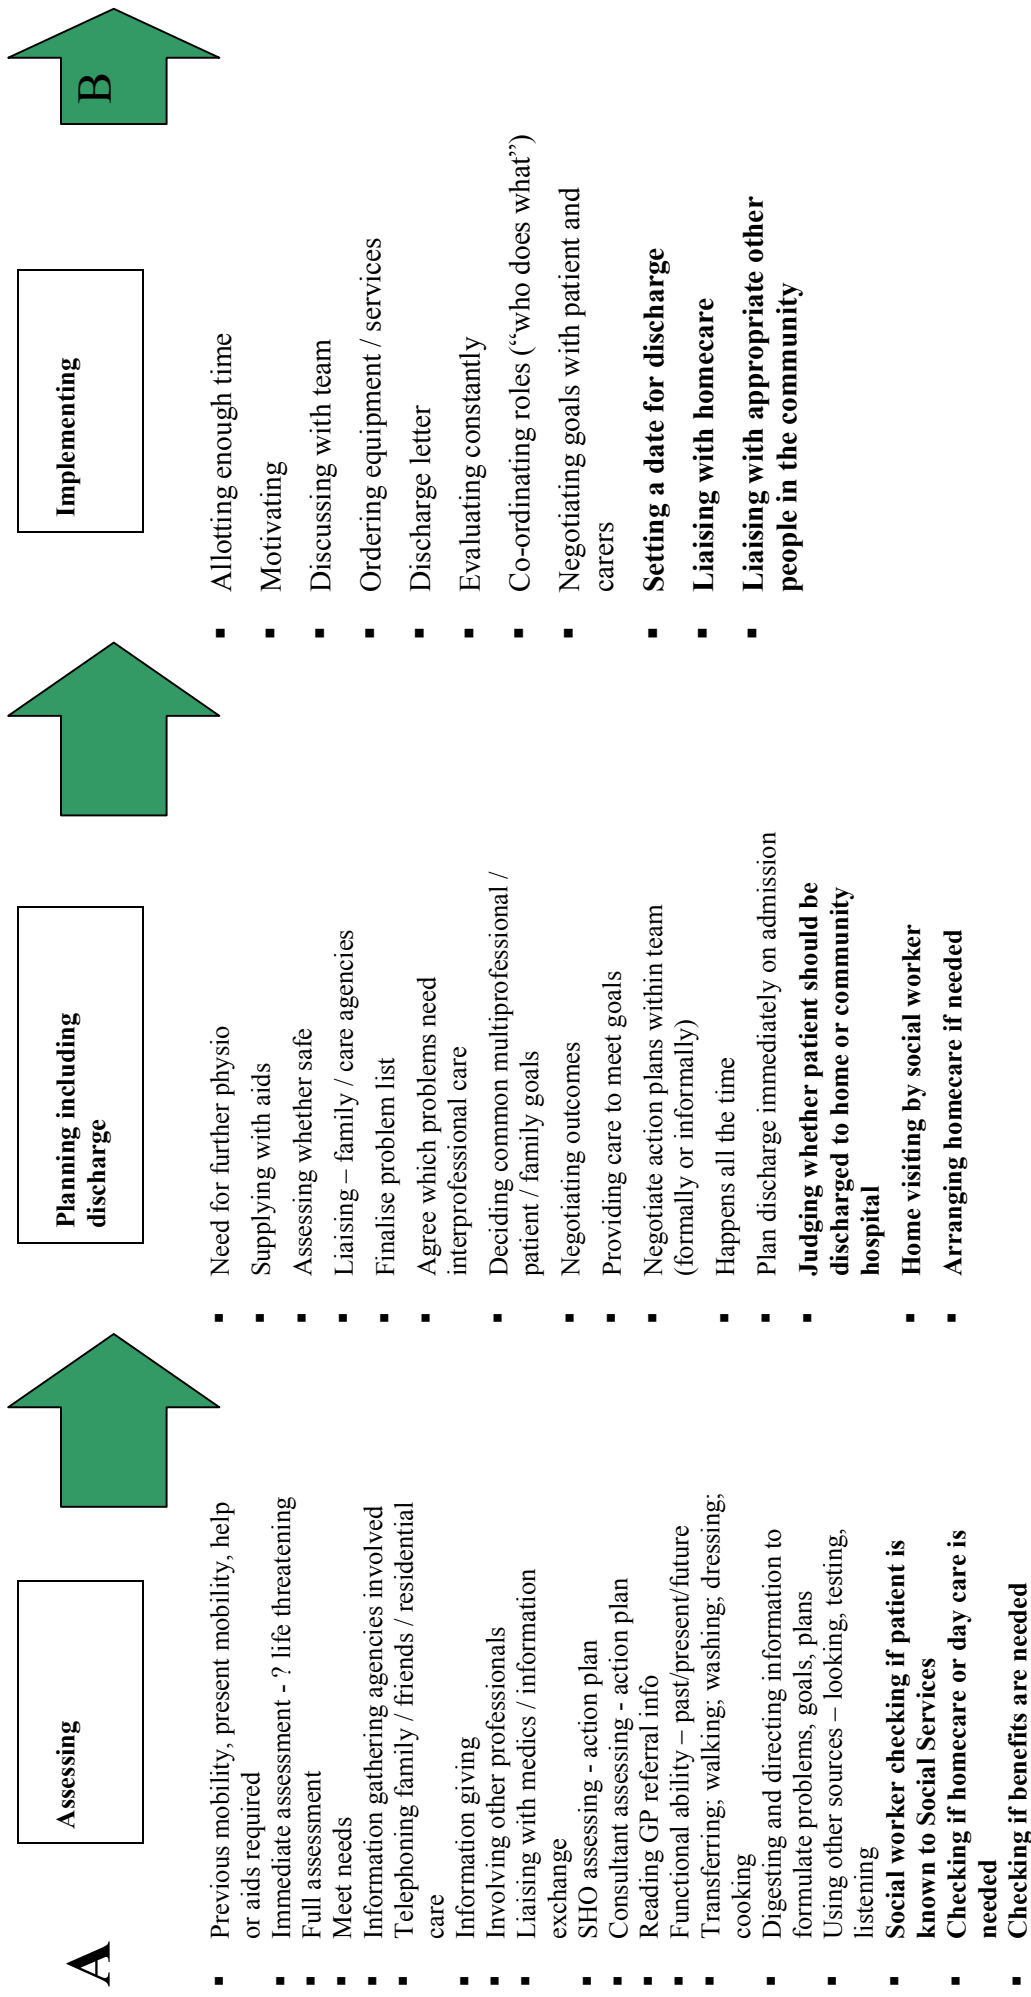 A
Assessing
▪ Previous mobility, present mobility, help
or aids required
▪ Immediate assessment - ? life threatening
▪ Full assessment
▪ Meet needs
▪ Information gathering agencies involved
▪ Telephoning family / friends / residential
care
▪ Information giving
▪ Involving other professionals
▪ Liaising with medics / information
exchange
▪ SHO assessing - action plan
▪ Consultant assessing - action plan
▪ Reading GP referral info
▪ Functional ability – past/present/future
▪ Transferring; walking; washing; dressing;
cooking
▪ Digesting and directing information to
formulate problems, goals, plans
▪ Using other sources – looking, testing,
listening
▪ Social worker checking if patient is
known to Social Services
▪ Checking if homecare or day care is
needed
▪ Checking if benefits are needed
Planning including
discharge
▪ Need for further physio
▪ Supplying with aids
▪ Assessing whether safe
▪ Liaising – family / care agencies
▪ Finalise problem list
▪ Agree which problems need
interprofessional care
▪ Deciding common multiprofessional /
patient / family goals
▪ Negotiating outcomes
▪ Providing care to meet goals
▪ Negotiate action plans within team
(formally or informally)
▪ Happens all the time
▪ Plan discharge immediately on admission
▪ Judging whether patient should be
discharged to home or community
hospital
▪ Home visiting by social worker
▪ Arranging homecare if needed
Implementing
▪ Allotting enough time
▪ Motivating
▪ Discussing with team
▪ Ordering equipment / services
▪ Discharge letter
▪ Evaluating constantly
▪ Co-ordinating roles (“who does what”)
▪ Negotiating goals with patient and
carers
▪ Setting a date for discharge
▪ Liaising with homecare
▪ Liaising with appropriate other
people in the community
B